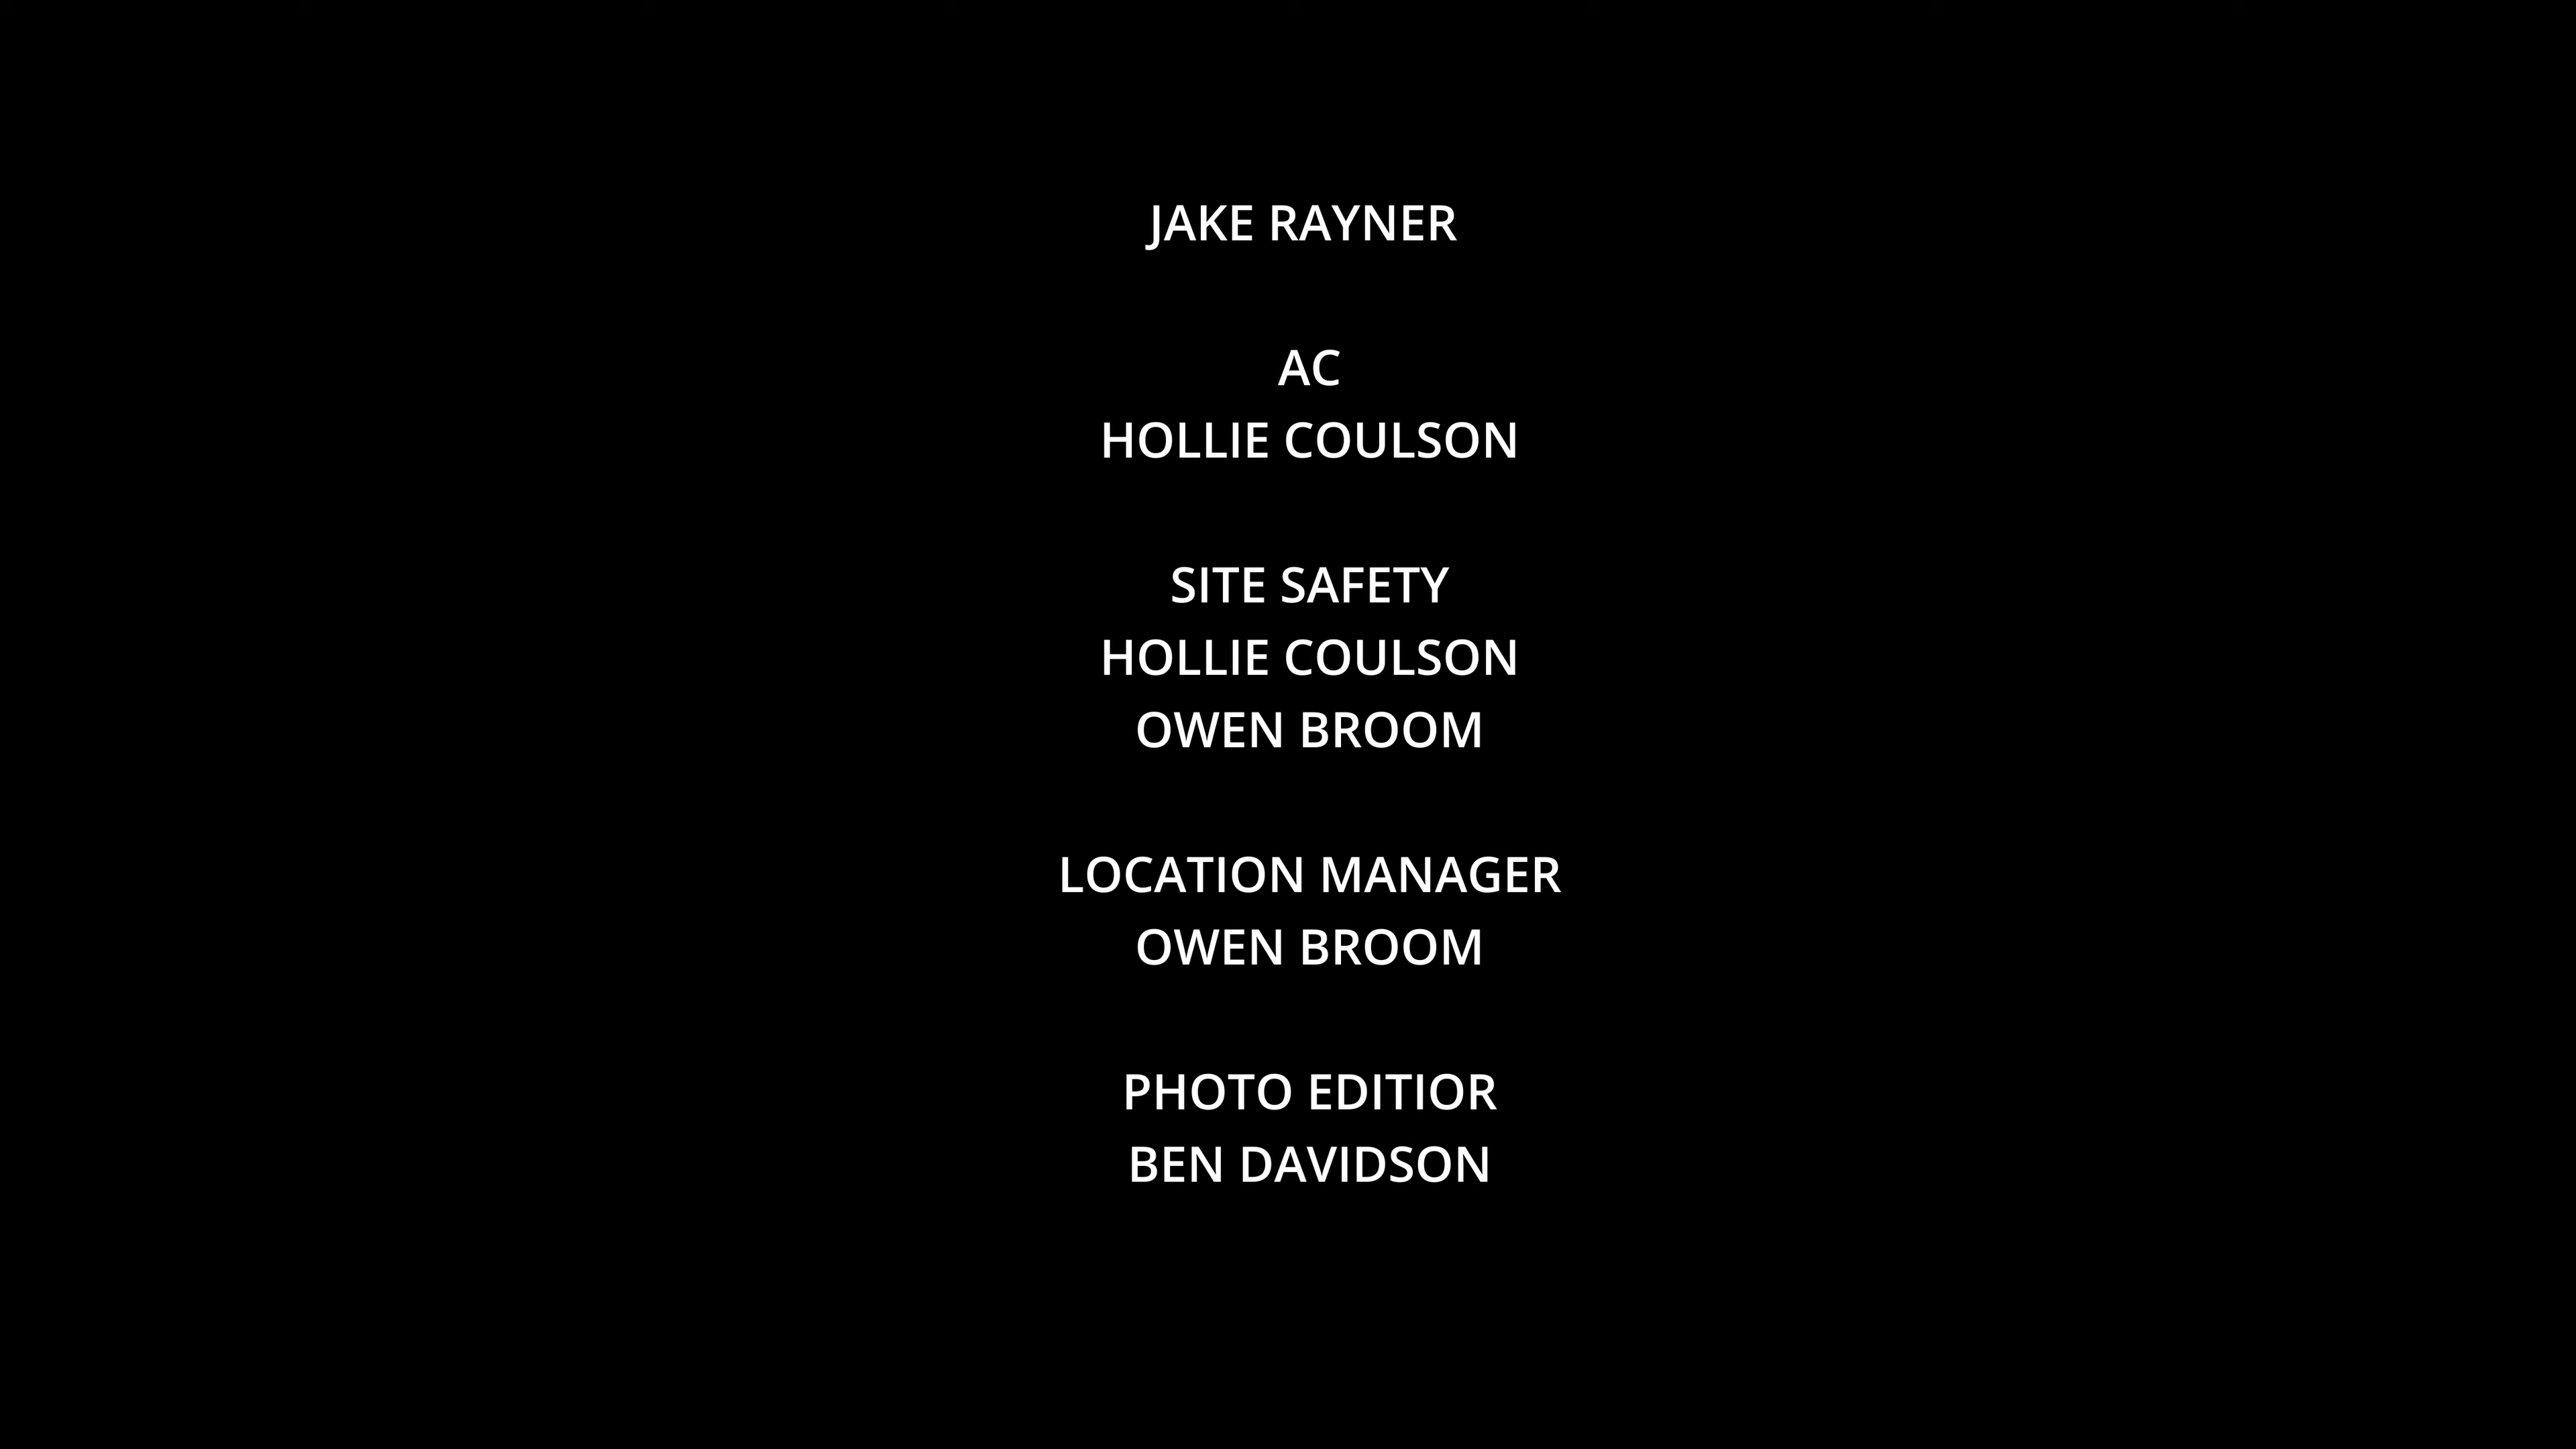 JAKE RAYNER
AC
HOLLIE COULSON
SITE SAFETY
HOLLIE COULSON
OWEN BROOM
LOCATION MANAGER
OWEN BROOM
PHOTO EDITIOR
BEN DAVIDSON